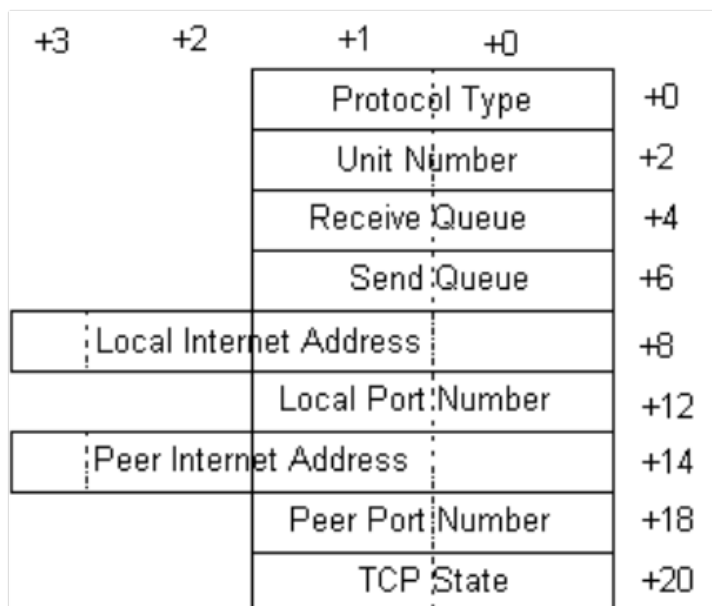 +3 +2 +1 +0
Protocol Type +0
Unit Number +2
Receive Queue +4
Send Queue +6
Local Internet Address +8
Local Port Number +12
Peer Internet Address +14
Peer Port Number +18
TCP State +20